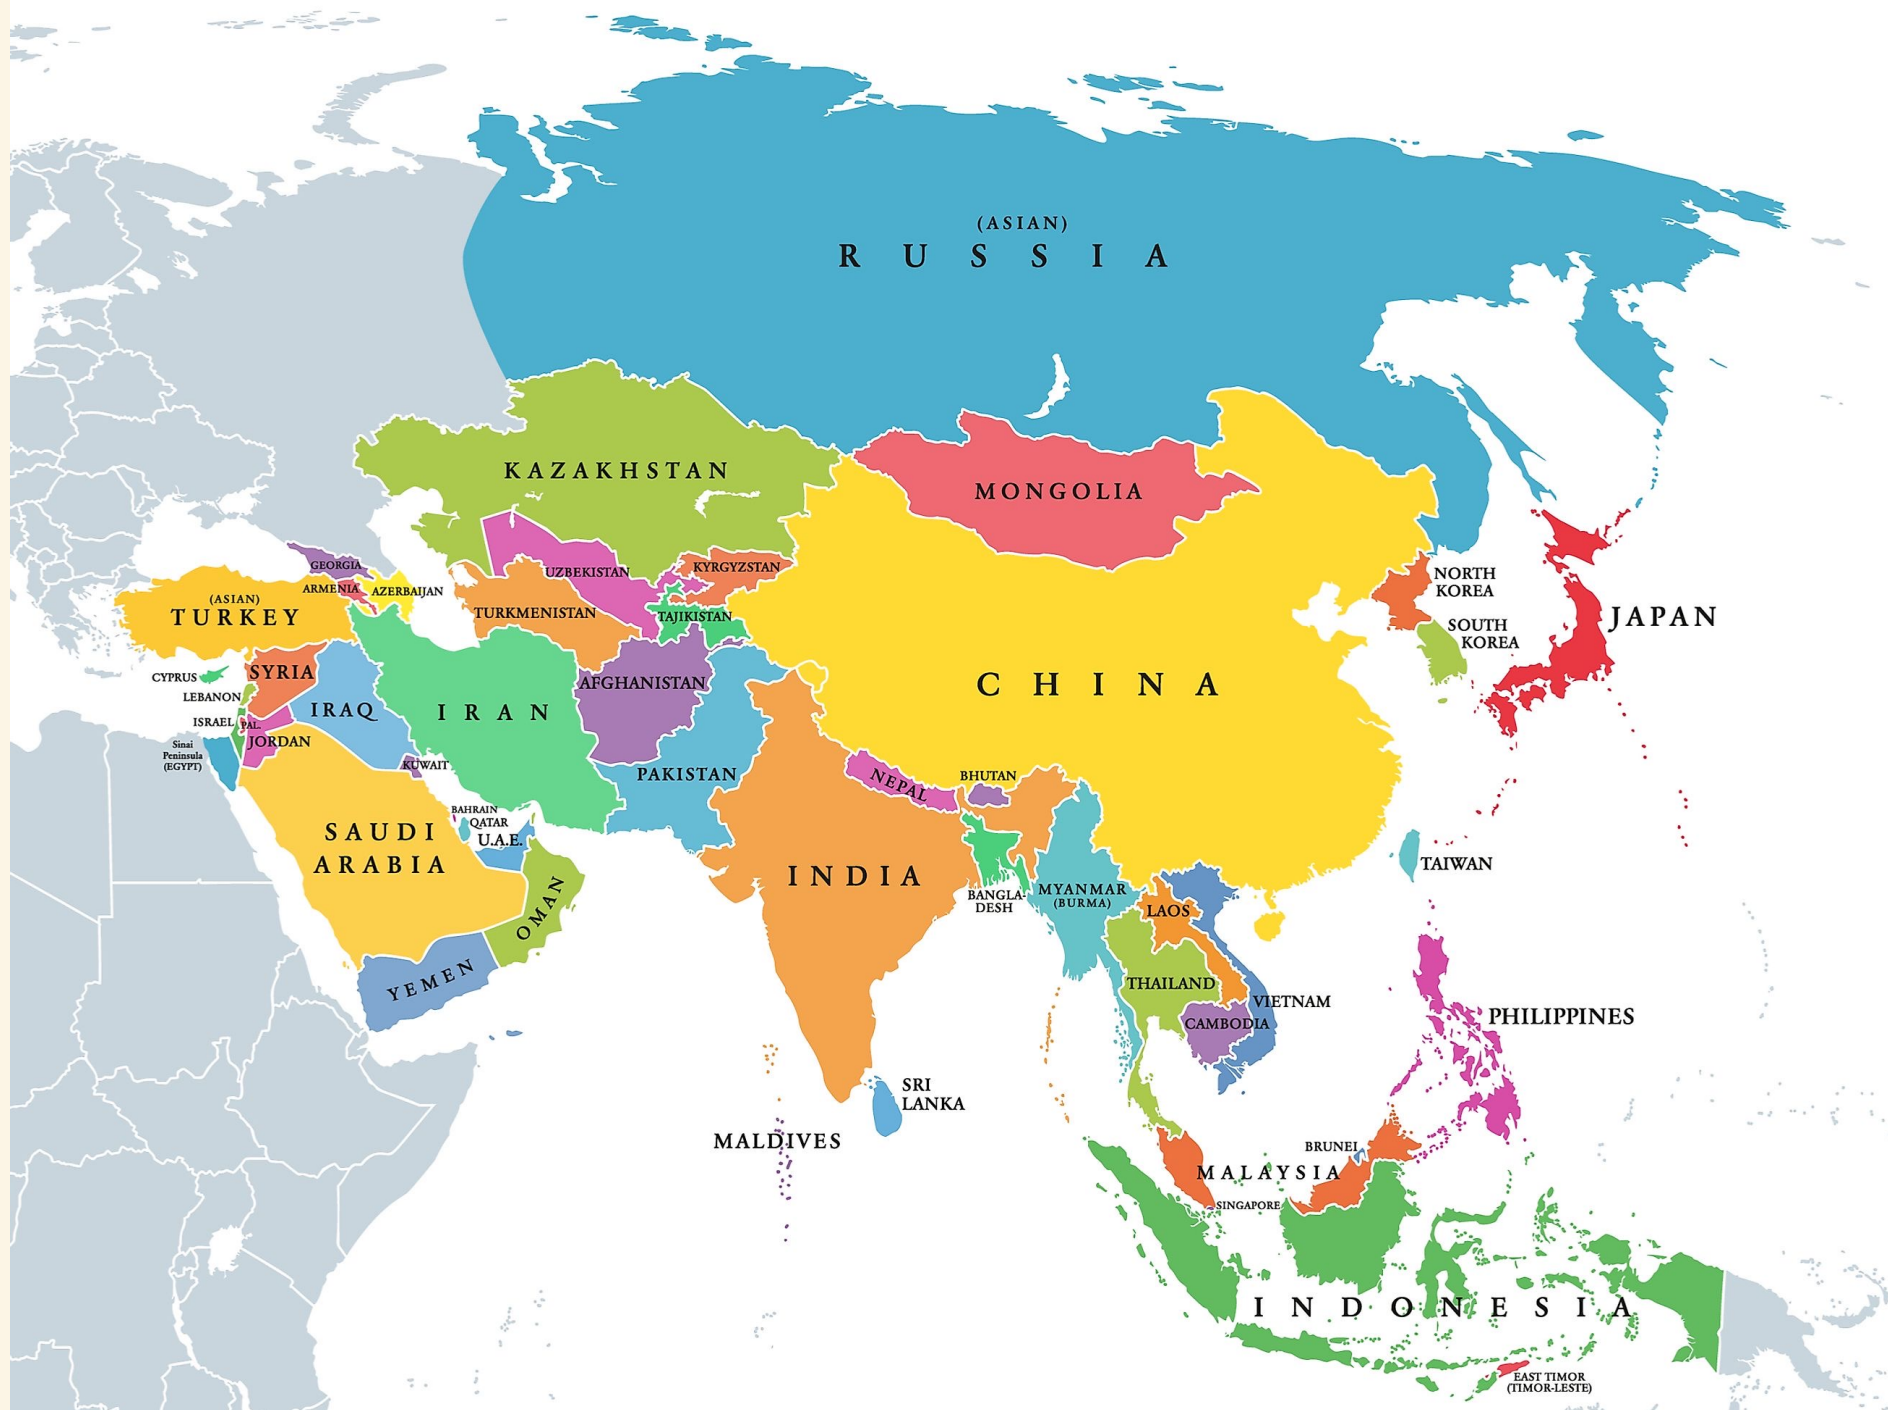 (ASIAN)
RUSSIA
KAZAKHSTAN
MONGOLIA
UZBEKISTAN
KYRGYZSTAN
GEORGIA
ARMENIA
AZERBAIJAN
(ASIAN)
TURKEY
TURKMENISTAN
TAJIKISTAN
NORTH
KOREA
SOUTH
KOREA
JAPAN
CYPRUS
SYRIA
LEBANON
ISRAEL
PAL.
JORDAN
IRAQ
IRAN
AFGHANISTAN
CHINA
Sinai
Peninsula
(EGYPT)
KUWAIT
PAKISTAN
NEPAL
BHUTAN
BAHRAIN
QATAR
U.A.E.
SAUDI
ARABIA
OMAN
YEMEN
INDIA
BANGLA-
DESH
MYANMAR
(BURMA)
LAOS
TAIWAN
THAILAND
VIETNAM
CAMBODIA
PHILIPPINES
SRI
LANKA
MALDIVES
BRUNEI
MALAYSIA
SINGAPORE
INDONESIA
EAST TIMOR
(TIMOR-LESTE)